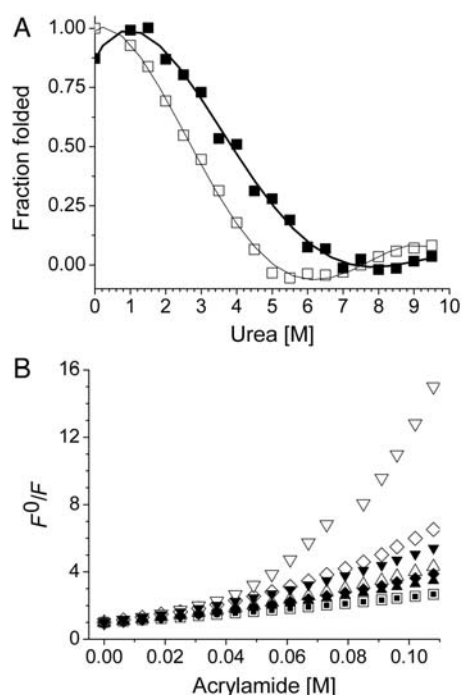 A
1.00
0.75
0.50
0.25
0.00
Fraction folded
0 1 2 3 4 5 6 7 8 9 10
Urea [M]
B
16
12
8
4
0
F⁰/F
0.00 0.02 0.04 0.06 0.08 0.10
Acrylamide [M]